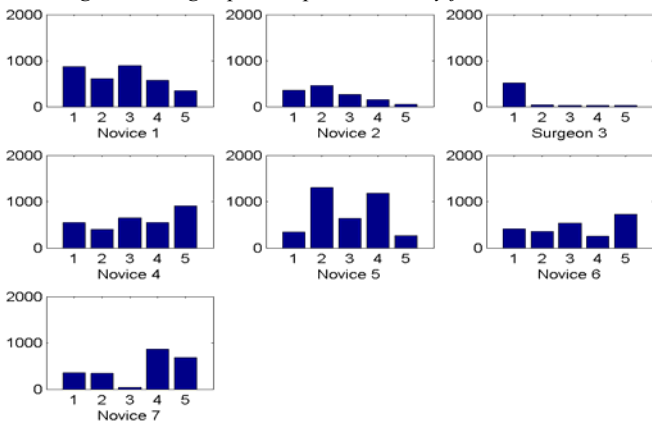 2000 2000 2000
1000 1000 1000
0 0 0
1 2 3 4 5 1 2 3 4 5 1 2 3 4 5
Novice 1 Novice 2 Surgeon 3
2000 2000 2000
1000 1000 1000
0 0 0
1 2 3 4 5 1 2 3 4 5 1 2 3 4 5
Novice 4 Novice 5 Novice 6
2000
1000
0
1 2 3 4 5
Novice 7